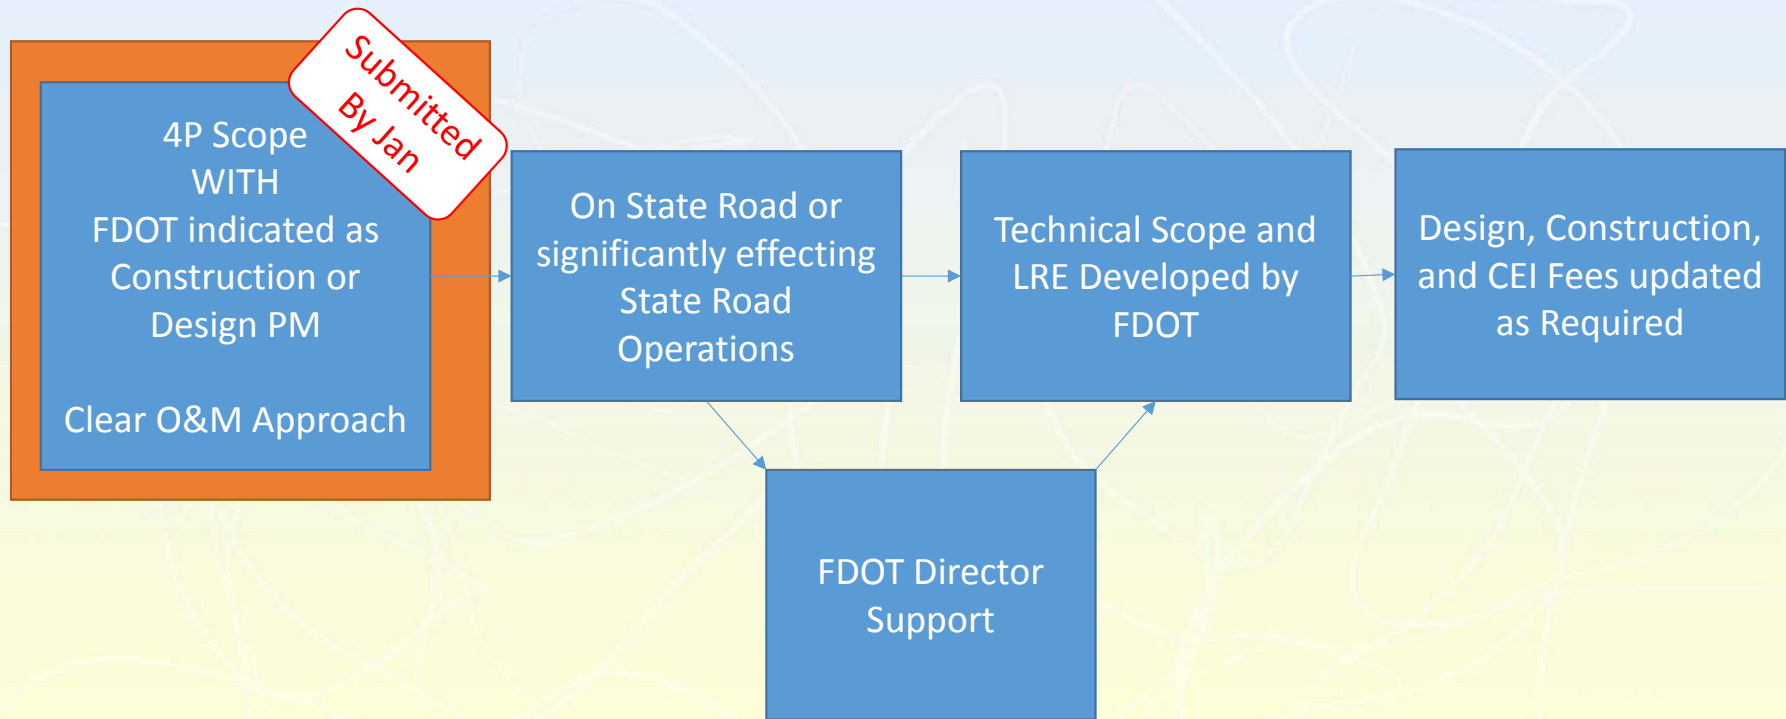 Submitted
By Jan
4P Scope
WITH
FDOT indicated as
Construction or
Design PM
Clear O&M Approach
On State Road or
significantly effecting
State Road
Operations
Technical Scope and
LRE Developed by
FDOT
Design, Construction,
and CEI Fees updated
as Required
FDOT Director
Support